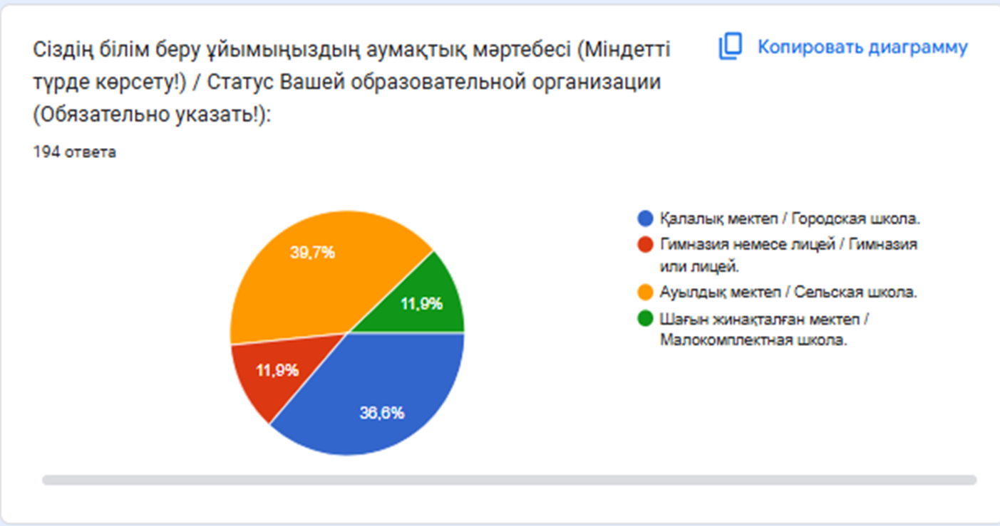 Сіздің білім беру ұйымыңыздың аумақтық мәртебесі (Міндетті
түрде көрсету!) / Статус Вашей образовательной организации
(Обязательно указать!):
Копировать диаграмму
194 ответа
39,7%
11,9%
11,9%
36,6%
Қалалық мектеп / Городская школа.
Гимназия немесе лицей / Гимназия
или лицей.
Ауылдық мектеп / Сельская школа.
Шағын жинақталған мектеп /
Малокомплектная школа.